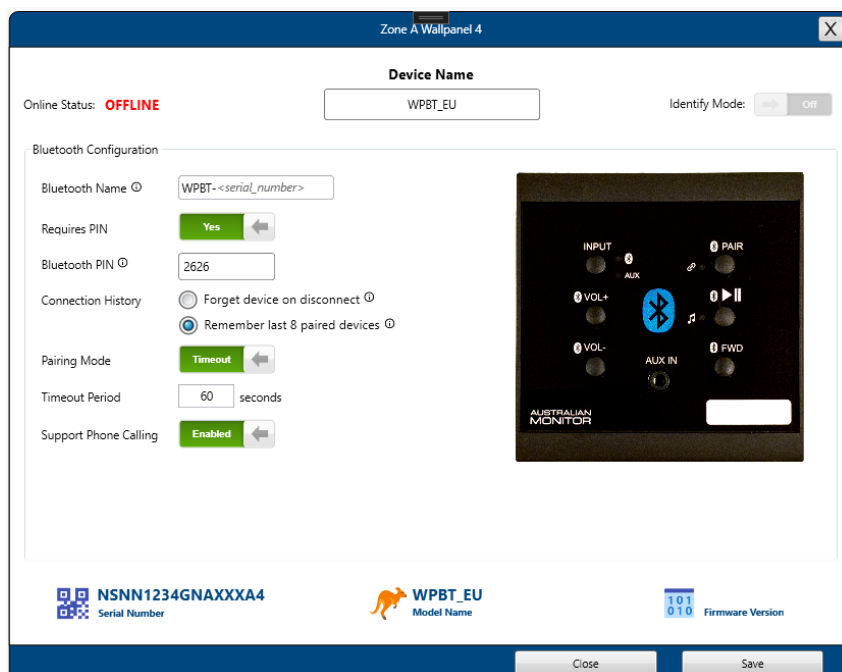 Zone A Wallpanel 4
X
Device Name
Online Status: OFFLINE
WPBT_EU
Identify Mode: Off
Bluetooth Configuration
Bluetooth Name
WPBT-<serial_number>
Requires PIN
Yes
Bluetooth PIN
2626
Connection History
Forget device on disconnect
Remember last 8 paired devices
Pairing Mode
Timeout
Timeout Period
60 seconds
Support Phone Calling
Enabled
INPUT
PAIR
AUX
VOL+
VOL-
AUX IN
FWD
AUSTRALIAN
MONITOR
NSNN1234GNAXXXA4
Serial Number
WPBT_EU
Model Name
101
010
Firmware Version
Close
Save